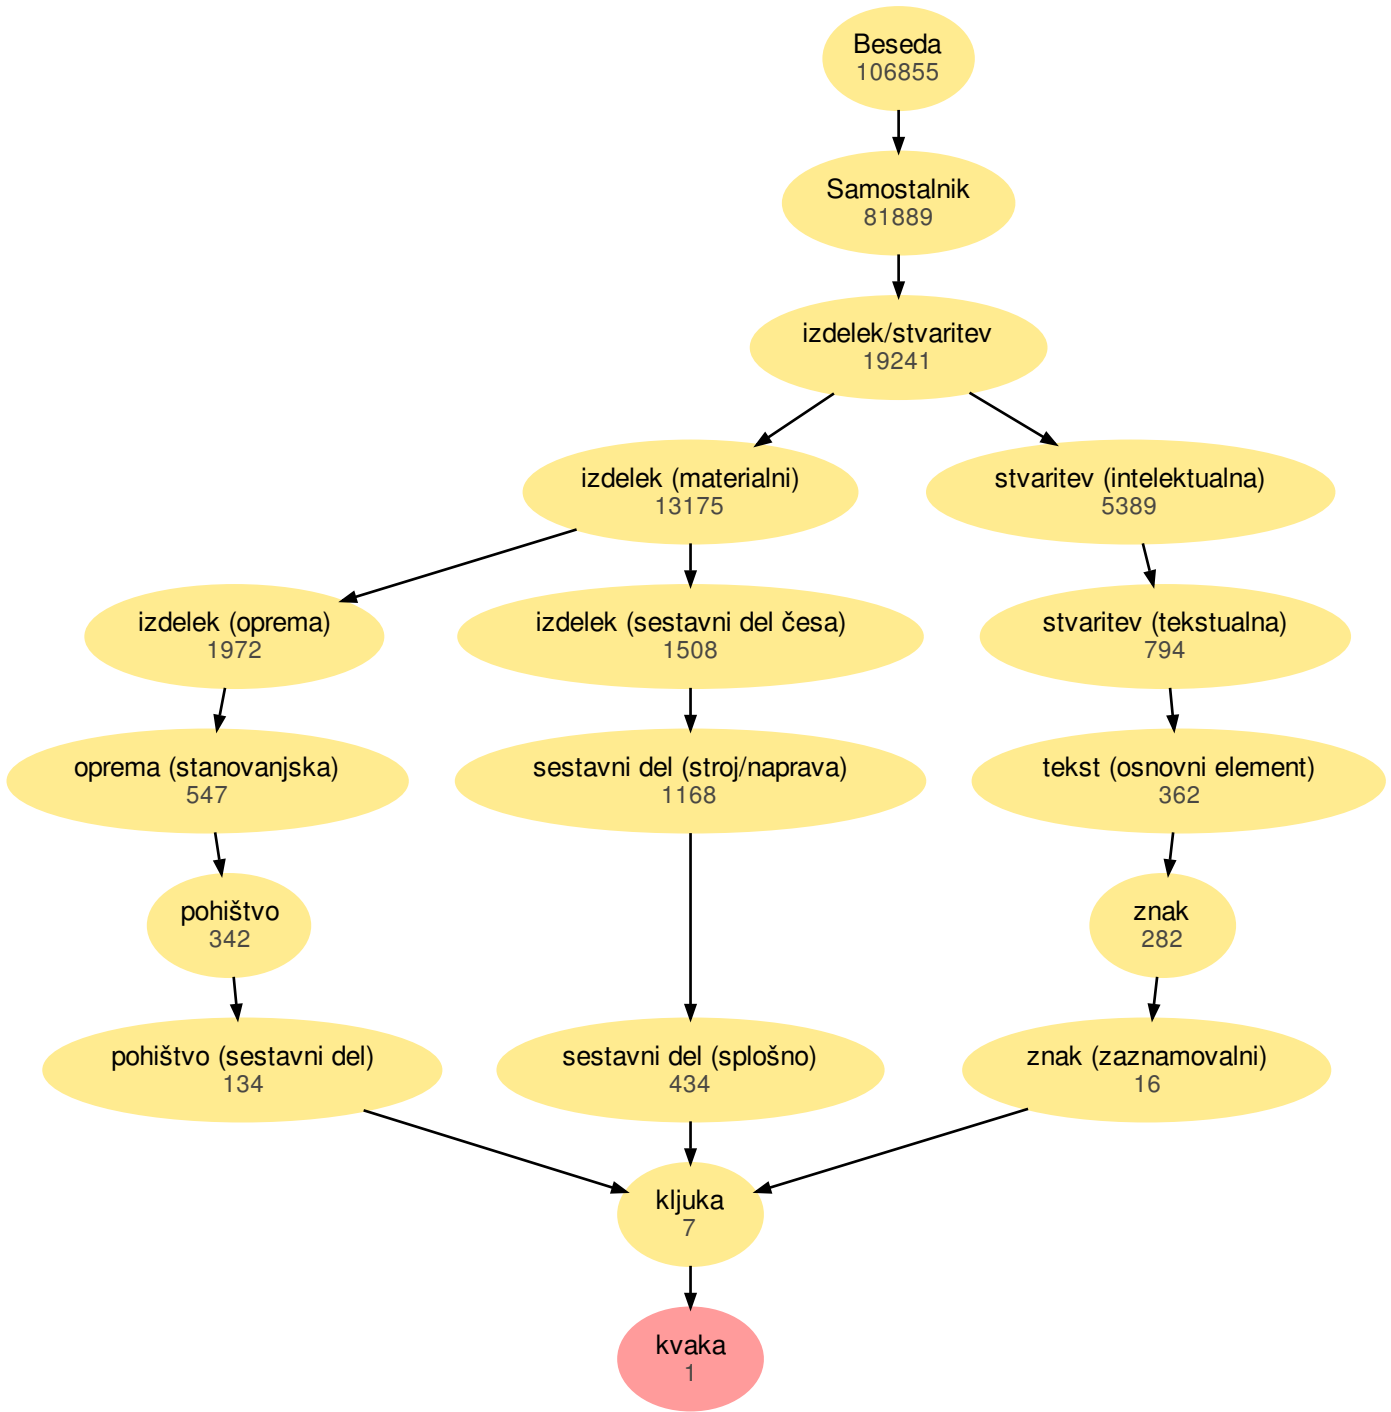 Beseda
106855
Samostalnik
81889
izdelek/stvaritev
19241
izdelek (materialni)
13175
stvaritev (intelektualna)
5389
izdelek (oprema)
1972
izdelek (sestavni del česa)
1508
stvaritev (tekstualna)
794
oprema (stanovanjska)
547
sestavni del (stroj/naprava)
1168
tekst (osnovni element)
362
pohištvo
342
znak
282
pohištvo (sestavni del)
134
sestavni del (splošno)
434
znak (zaznamovalni)
16
kljuka
7
kvaka
1